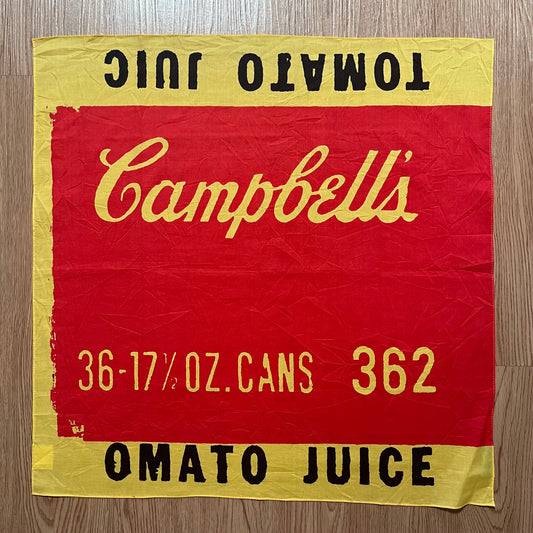 TOMATO JUIC
Campbell's
36-17½ OZ. CANS 362
OMATO JUICE